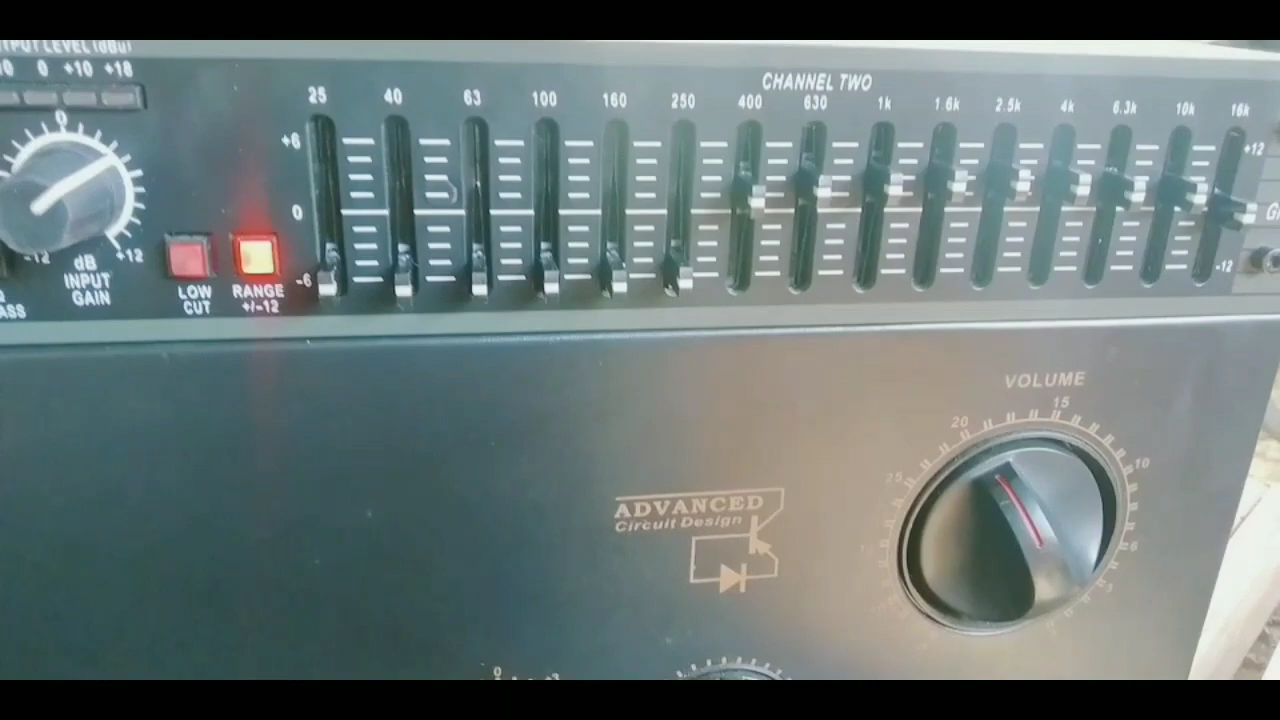 CHANNEL TWO
0 +10 +18
25 40 63 100 160 250 400 630 1k 1.6k 2.5k 4k 6.3k 10k 16k
0
+6 +12
0
-12 +12
dB
INPUT
GAIN
-6 -12
LOW
CUT
RANGE
+/-12
VOLUME
15
20
10
25
6
ADVANCED
Circuit Design
0